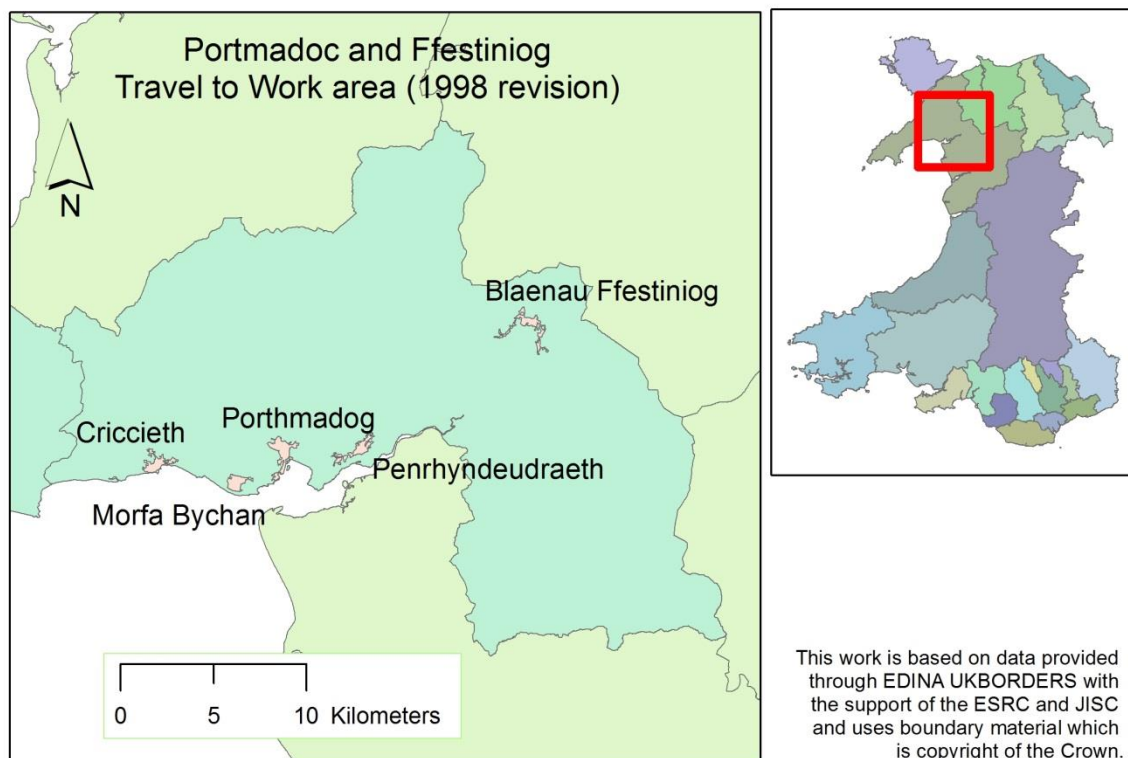 Portmadoc and Ffestiniog
Travel to Work area (1998 revision)
N
Blaenau Ffestiniog
Porthmadog
Criccieth
Penrhyndeudraeth
Morfa Bychan
0 5 10 Kilometers
This work is based on data provided
through EDINA UKBORDERS with
the support of the ESRC and JISC
and uses boundary material which
is copyright of the Crown.